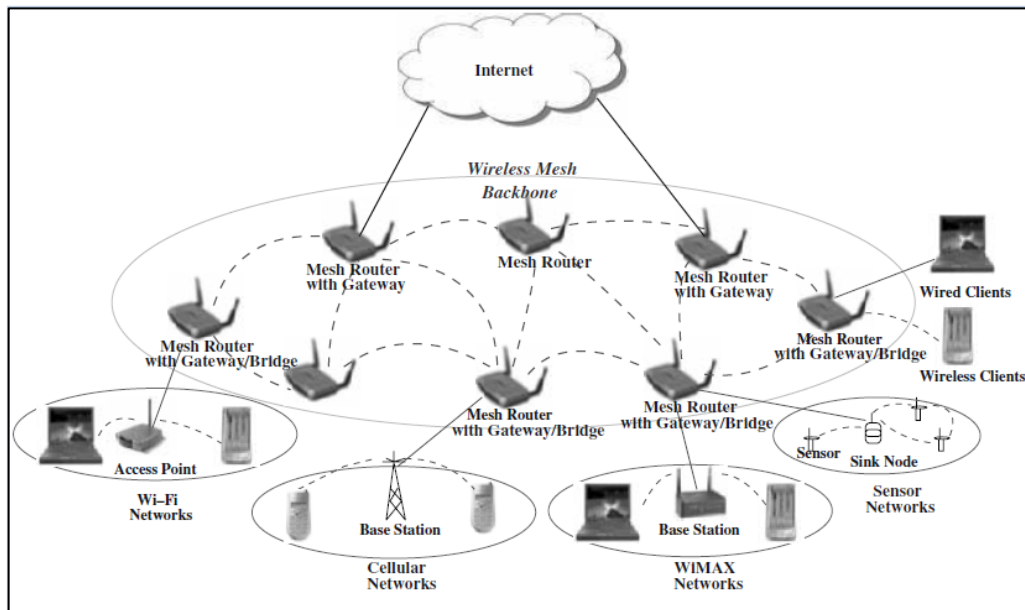 Internet
Wireless Mesh
Backbone
Mesh Router
with Gateway
Mesh Router
Mesh Router
with Gateway
Wired Clients
Mesh Router
with Gateway/Bridge
Mesh Router
with Gateway/Bridge
Wireless Clients
Mesh Router
with Gateway/Bridge
Mesh Router
with Gateway/Bridge
Access Point
Wi–Fi
Networks
Base Station
Cellular
Networks
Base Station
WiMAX
Networks
Sensor
Sink Node
Sensor
Networks